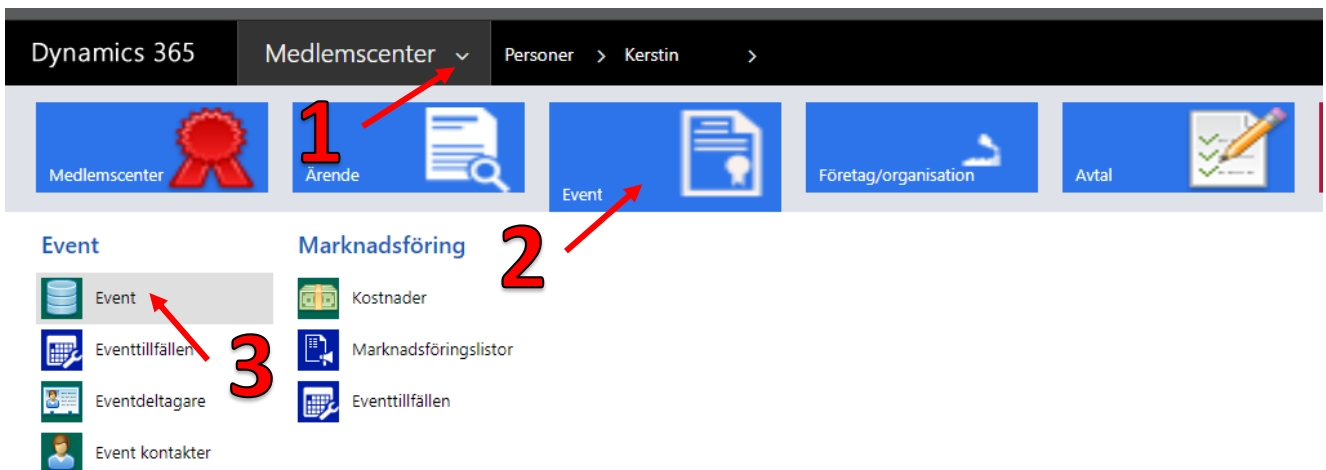 Dynamics 365 Medlemscenter Personer > Kerstin >
1
Medlemscenter Ärende Event Företag/organisation Avtal
2
Event Marknadsföring
Event Kostnader
Eventtillfällen Marknadsföringslistor
3
Eventdeltagare Eventtillfällen
Event kontakter